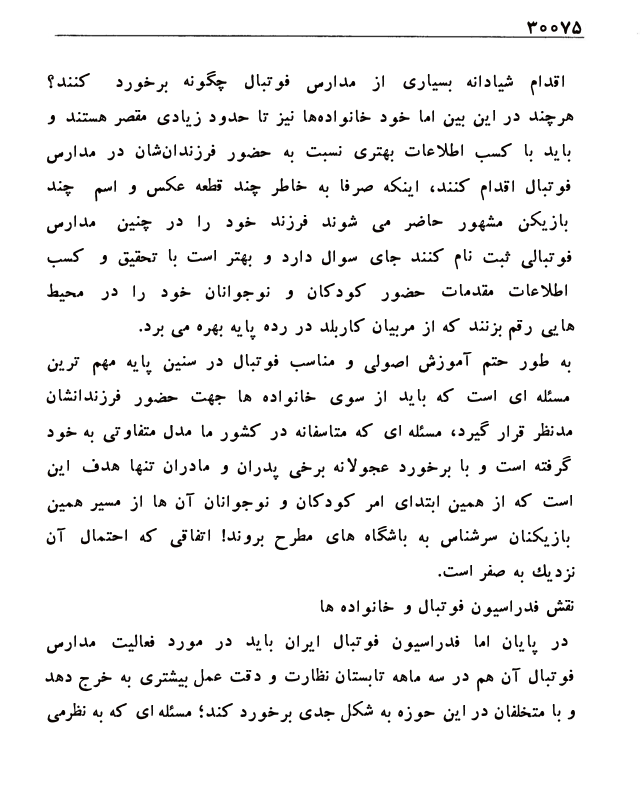 ۳۰۰۷۵
اقدام شیادانه بسیاری از مدارس فوتبال چگونه برخورد کنند؟
هرچند در این بین اما خود خانواده‌ها نیز تا حدود زیادی مقصر هستند و
باید با کسب اطلاعات بهتری نسبت به حضور فرزندان‌شان در مدارس
فوتبال اقدام کنند، اینکه صرفا به خاطر چند قطعه عکس و اسم چند
بازیکن مشهور حاضر می شوند فرزند خود را در چنین مدارس
فوتبالی ثبت نام کنند جای سوال دارد و بهتر است با تحقیق و کسب
اطلاعات مقدمات حضور کودکان و نوجوانان خود را در محیط
هایی رقم بزنند که از مربیان کاربلد در رده پایه بهره می برد.
به طور حتم آموزش اصولی و مناسب فوتبال در سنین پایه مهم ترین
مسئله ای است که باید از سوی خانواده ها جهت حضور فرزندانشان
مدنظر قرار گیرد، مسئله ای که متاسفانه در کشور ما مدل متفاوتی به خود
گرفته است و با برخورد عجولانه برخی پدران و مادران تنها هدف این
است که از همین ابتدای امر کودکان و نوجوانان آن ها از مسیر همین
بازیکنان سرشناس به باشگاه های مطرح بروند! اتفاقی که احتمال آن
نزدیك به صفر است.
نقش فدراسیون فوتبال و خانواده ها
در پایان اما فدراسیون فوتبال ایران باید در مورد فعالیت مدارس
فوتبال آن هم در سه ماهه تابستان نظارت و دقت عمل بیشتری به خرج دهد
و با متخلفان در این حوزه به شکل جدی برخورد کند؛ مسئله ای که به نظرمی